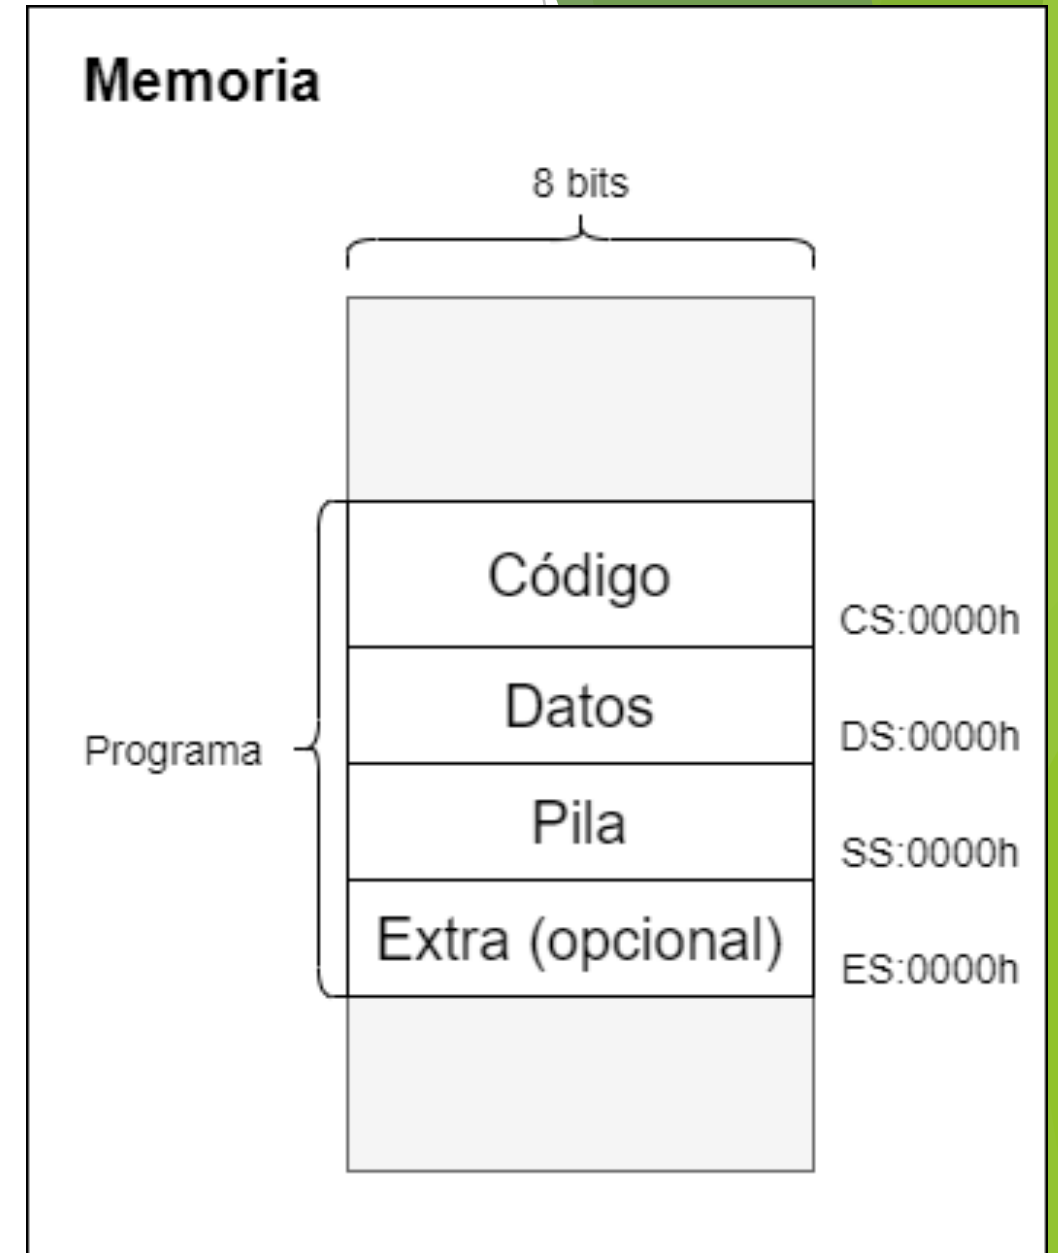 Memoria
8 bits
Código
CS:0000h
Datos
DS:0000h
Programa
Pila
SS:0000h
Extra (opcional)
ES:0000h